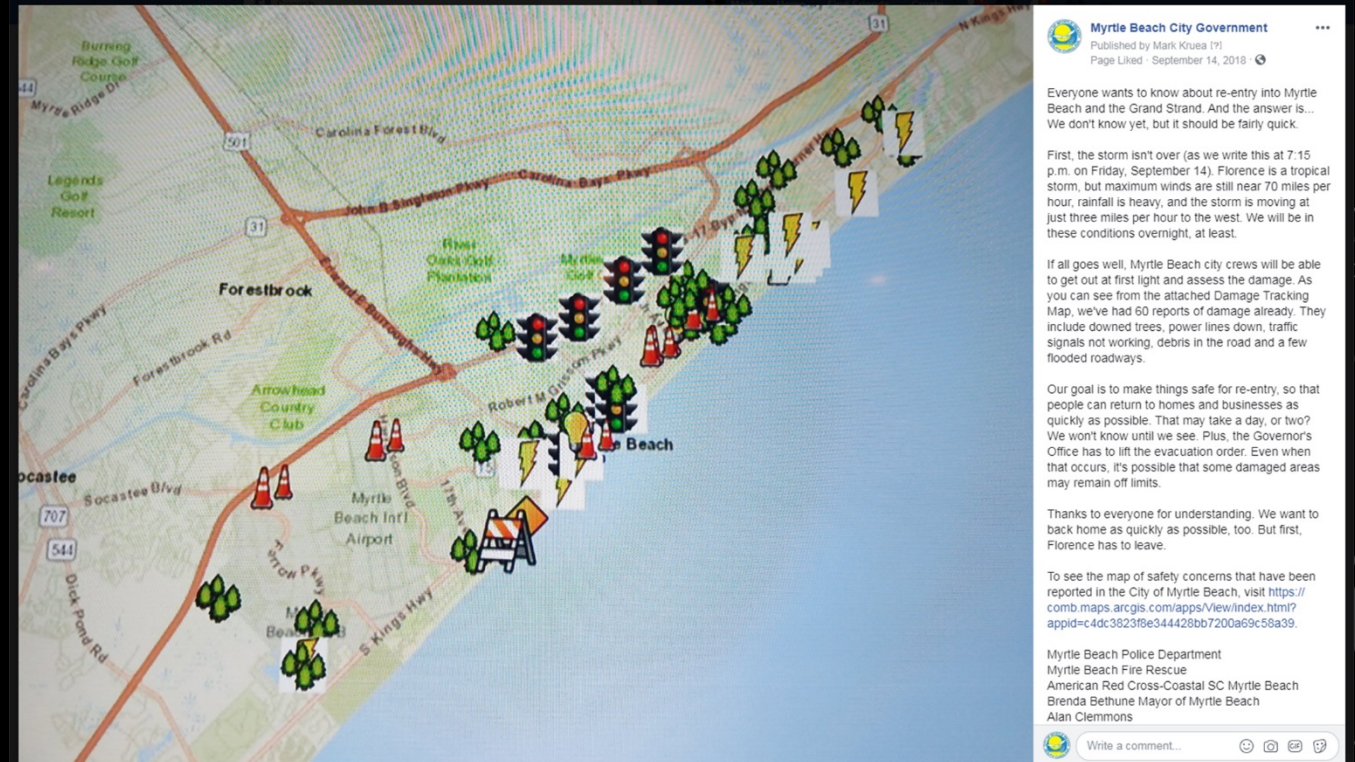 Burning
Ridge Golf
Course
44
Myrtle Ridge Dr
501
Carolina Forest Blvd
31
N Kings Hwy
Legends
Golf
Resort
31
John B Singleton Pkwy
Carolina Bays Pkwy
River
Oaks Golf
Plantation
Myrtle
Golf
Forestbrook
Edward E Burroughs Hwy
Carolina Bays Pkwy
Forestbrook Rd
Arrowhead
Country
Club
Robert M Grissom Pkwy
e Beach
15
ocastee
Socastee Blvd
707
544
Myrtle
Beach Int'l
Airport
17th Ave
Dick Pond Rd
S Kings Hwy
Myrtle Beach City Government
Published by Mark Kruea [?]
Page Liked · September 14, 2018 ·
Everyone wants to know about re-entry into Myrtle
Beach and the Grand Strand. And the answer is...
We don't know yet, but it should be fairly quick.
First, the storm isn't over (as we write this at 7:15
p.m. on Friday, September 14). Florence is a tropical
storm, but maximum winds are still near 70 miles per
hour, rainfall is heavy, and the storm is moving at
just three miles per hour to the west. We will be in
these conditions overnight, at least.
If all goes well, Myrtle Beach city crews will be able
to get out at first light and assess the damage. As
you can see from the attached Damage Tracking
Map, we've had 60 reports of damage already. They
include downed trees, power lines down, traffic
signals not working, debris in the road and a few
flooded roadways.
Our goal is to make things safe for re-entry, so that
people can return to homes and businesses as
quickly as possible. That may take a day, or two?
We won't know until we see. Plus, the Governor's
Office has to lift the evacuation order. Even when
that occurs, it's possible that some damaged areas
may remain off limits.
Thanks to everyone for understanding. We want to
back home as quickly as possible, too. But first,
Florence has to leave.
To see the map of safety concerns that have been
reported in the City of Myrtle Beach, visit https://
comb.maps.arcgis.com/apps/View/index.html?
appid=c4dc3823f8e344428bb7200a69c58a39.
Myrtle Beach Police Department
Myrtle Beach Fire Rescue
American Red Cross-Coastal SC Myrtle Beach
Brenda Bethune Mayor of Myrtle Beach
Alan Clemmons
Write a comment...
GIF